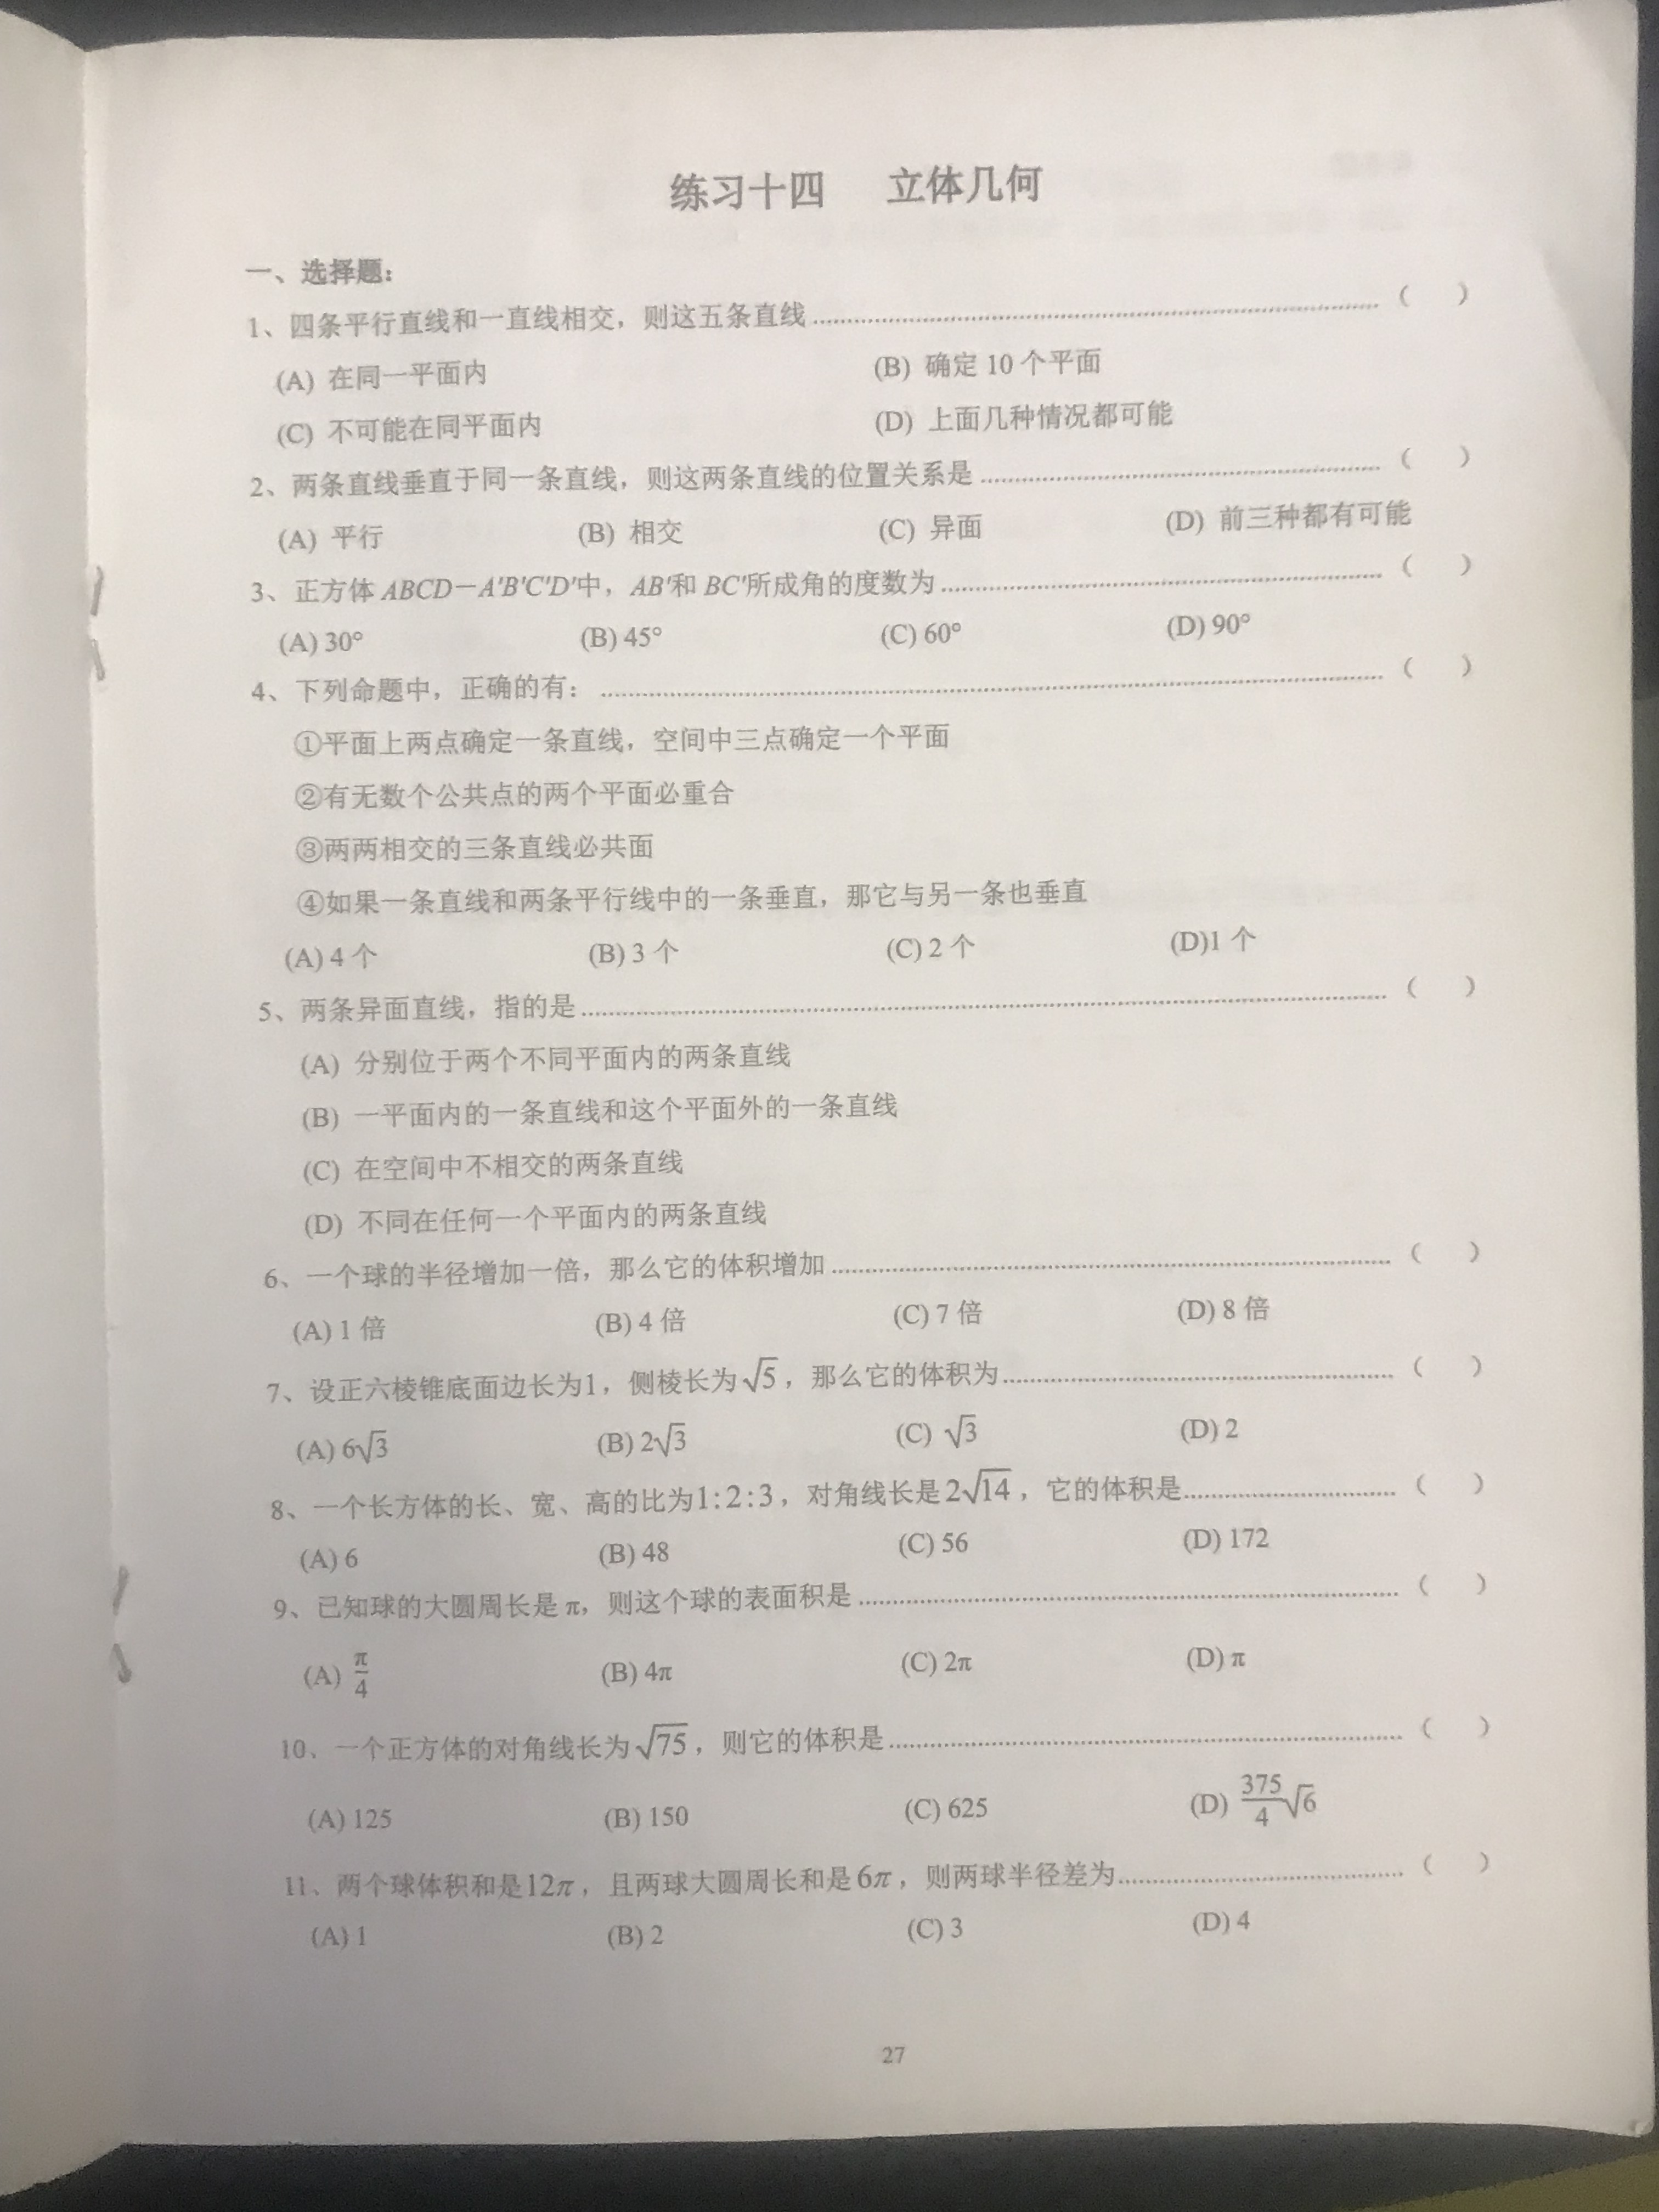 练习十四 立体几何
一、选择题：
1、四条平行直线和一直线相交，则这五条直线……………………（ ）
(A) 在同一平面内 (B) 确定 10 个平面
(C) 不可能在同平面内 (D) 上面几种情况都可能
2、两条直线垂直于同一条直线，则这两条直线的位置关系是……………………（ ）
(A) 平行 (B) 相交 (C) 异面 (D) 前三种都有可能
3、正方体 ABCD－A'B'C'D'中，AB'和 BC'所成角的度数为……………………（ ）
(A) 30° (B) 45° (C) 60° (D) 90°
4、下列命题中，正确的有：……………………（ ）
①平面上两点确定一条直线，空间中三点确定一个平面
②有无数个公共点的两个平面必重合
③两两相交的三条直线必共面
④如果一条直线和两条平行线中的一条垂直，那它与另一条也垂直
(A) 4 个 (B) 3 个 (C) 2 个 (D)1 个
5、两条异面直线，指的是……………………（ ）
(A) 分别位于两个不同平面内的两条直线
(B) 一平面内的一条直线和这个平面外的一条直线
(C) 在空间中不相交的两条直线
(D) 不同在任何一个平面内的两条直线
6、一个球的半径增加一倍，那么它的体积增加……………………（ ）
(A) 1 倍 (B) 4 倍 (C) 7 倍 (D) 8 倍
7、设正六棱锥底面边长为1，侧棱长为√5，那么它的体积为……………………（ ）
(A) 6√3 (B) 2√3 (C) √3 (D) 2
8、一个长方体的长、宽、高的比为1:2:3，对角线长是2√14，它的体积是……………………（ ）
(A) 6 (B) 48 (C) 56 (D) 172
9、已知球的大圆周长是 π，则这个球的表面积是……………………（ ）
(A) π/4 (B) 4π (C) 2π (D) π
10、一个正方体的对角线长为√75，则它的体积是……………………（ ）
(A) 125 (B) 150 (C) 625 (D) 375/4√6
11、两个球体积和是12π，且两球大圆周长和是6π，则两球半径差为……………………（ ）
(A) 1 (B) 2 (C) 3 (D) 4
27